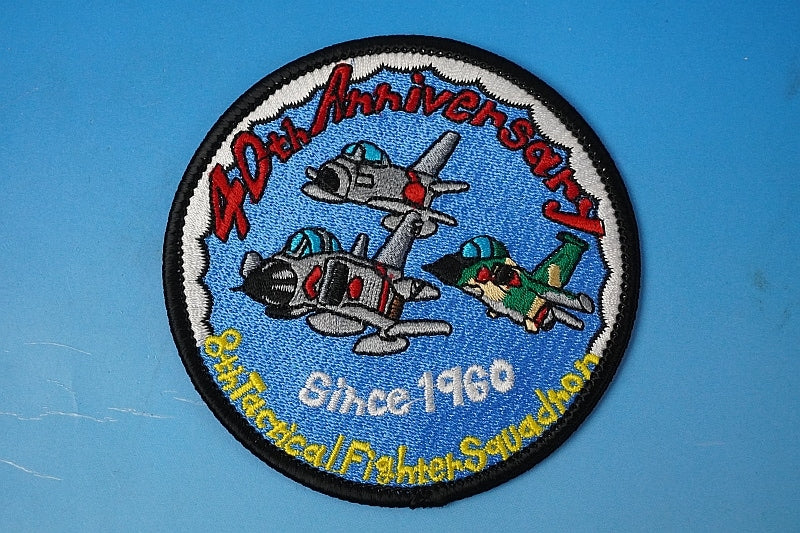 40th Anniversary
Since 1960
8th Tactical Fighter Squadron